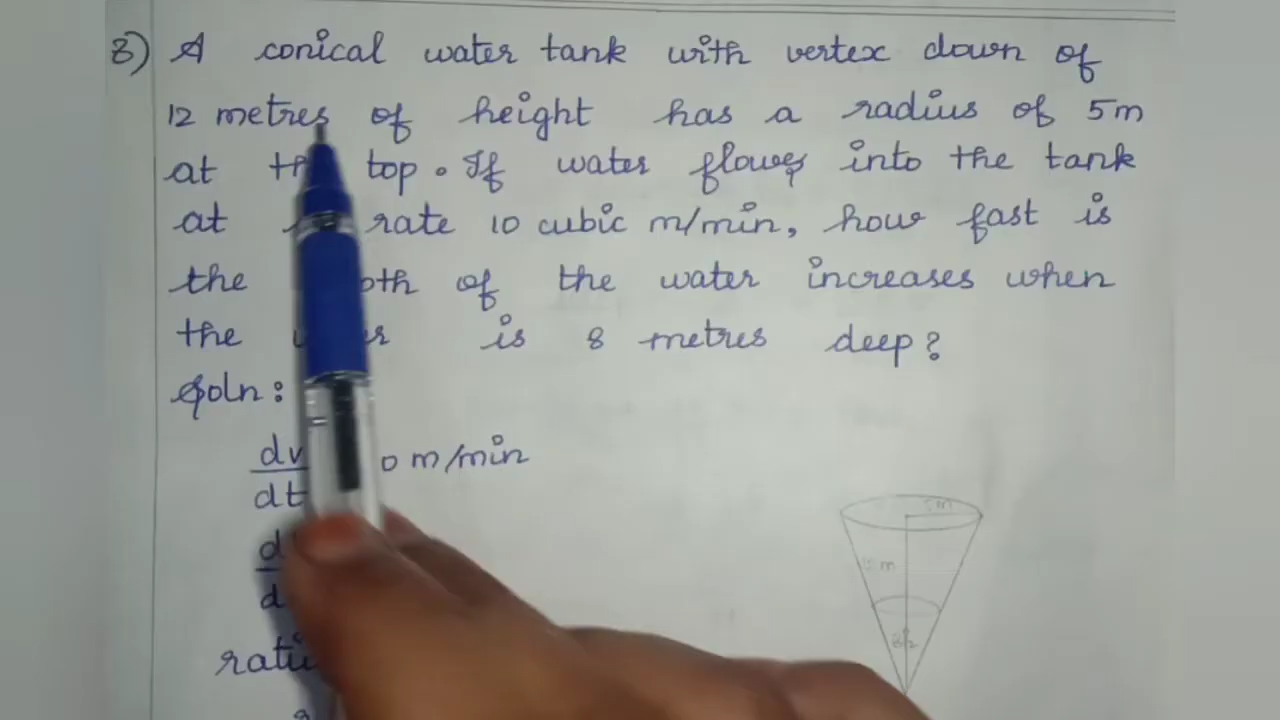 8) A conical water tank with vertex down of
12 metres of height has a radius of 5m
at top. If water flows into the tank
at rate 10 cubic m/min, how fast is
the of the water increases when
the is 8 metres deep?
Soln:
dv
dt
m/min
5m
m